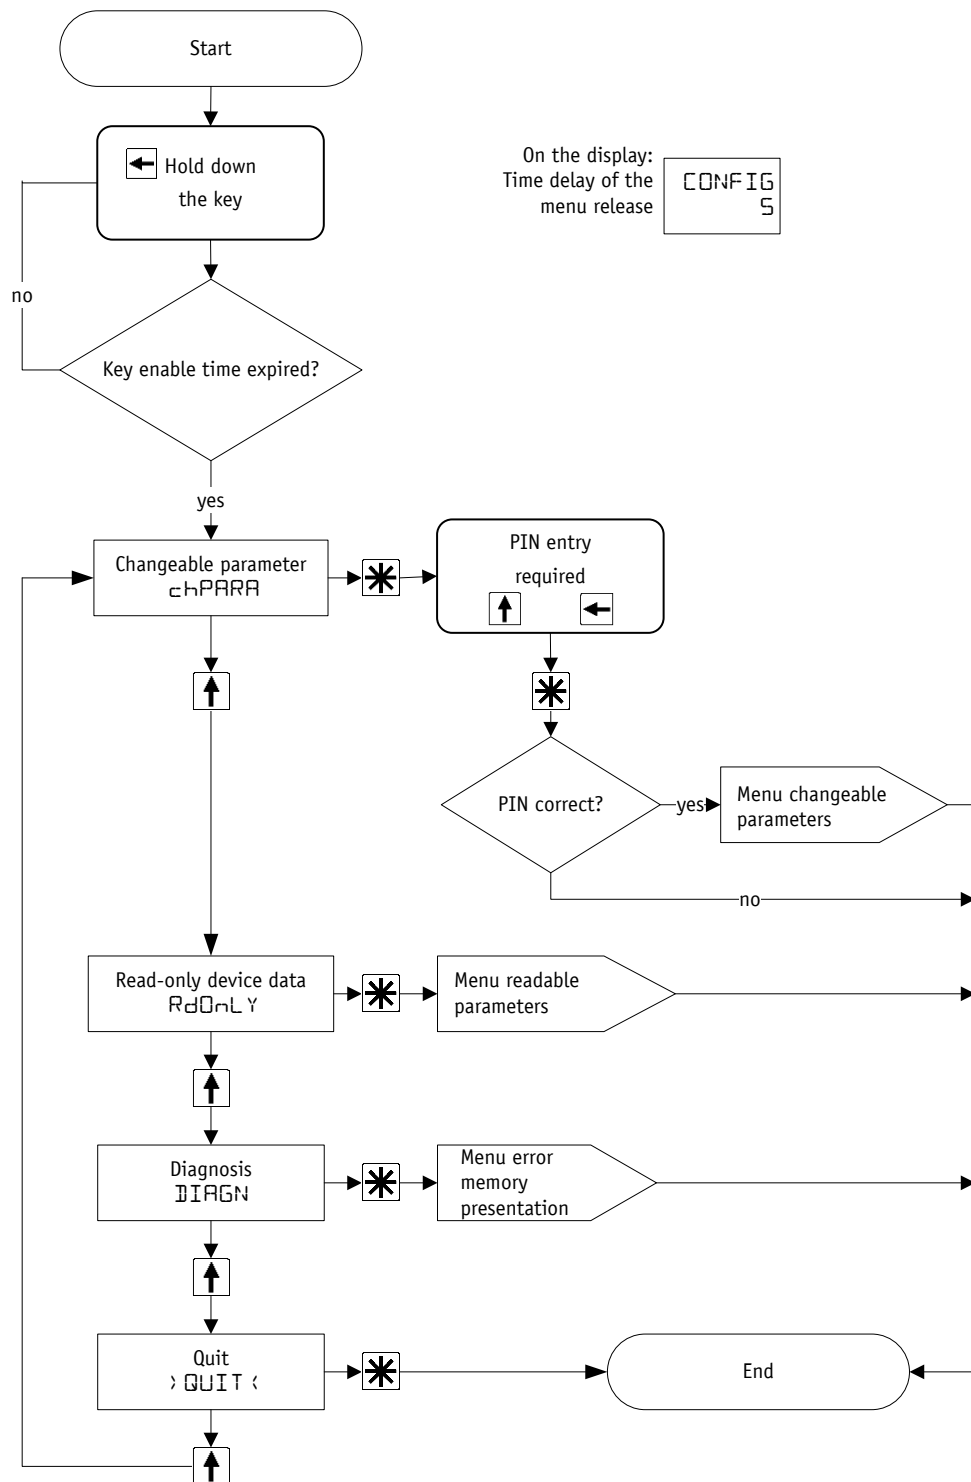 Start
Hold down
the key
On the display:
Time delay of the
menu release
CONFIG
5
no
Key enable time expired?
yes
Changeable parameter
chPARA
PIN entry
required
PIN correct?
yes
Menu changeable
parameters
no
Read-only device data
RdOnLY
Menu readable
parameters
Diagnosis
DIAGN
Menu error
memory
presentation
Quit
>QUIT<
End